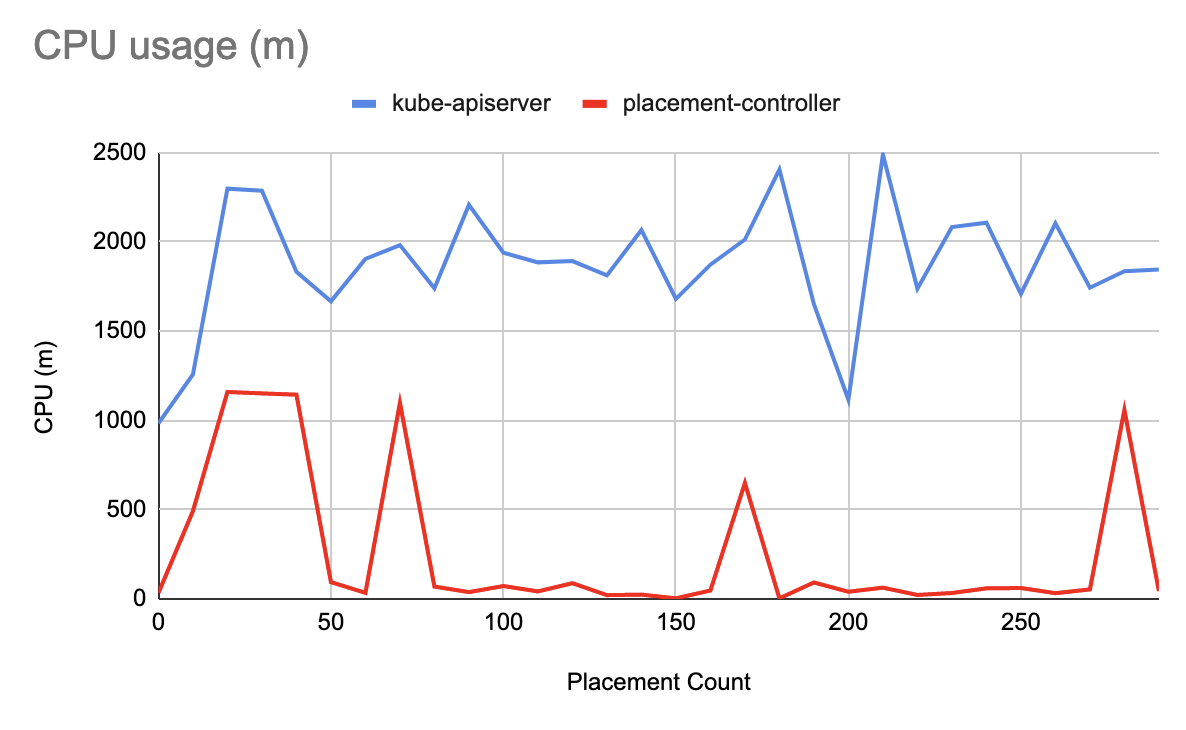 CPU usage (m)
kube-apiserver placement-controller
2500
2000
1500
1000
500
0
CPU (m)
0 50 100 150 200 250
Placement Count